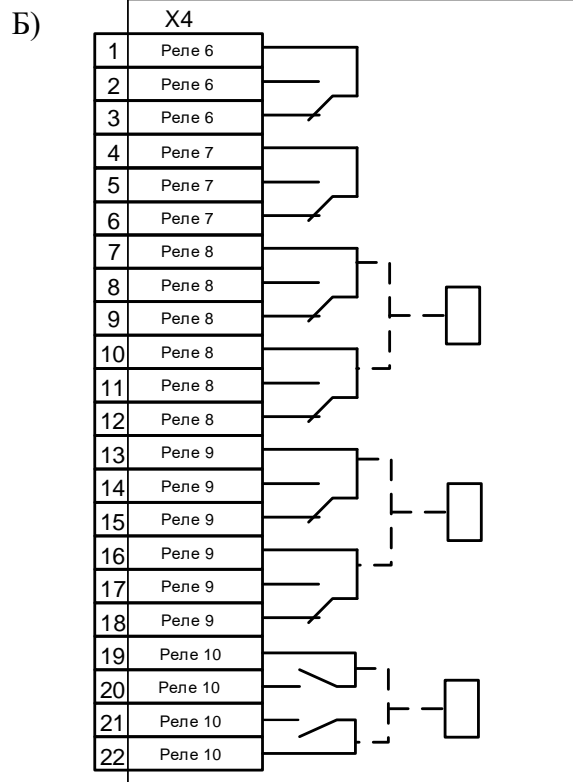 Б)
X4
1 Реле 6
2 Реле 6
3 Реле 6
4 Реле 7
5 Реле 7
6 Реле 7
7 Реле 8
8 Реле 8
9 Реле 8
10 Реле 8
11 Реле 8
12 Реле 8
13 Реле 9
14 Реле 9
15 Реле 9
16 Реле 9
17 Реле 9
18 Реле 9
19 Реле 10
20 Реле 10
21 Реле 10
22 Реле 10